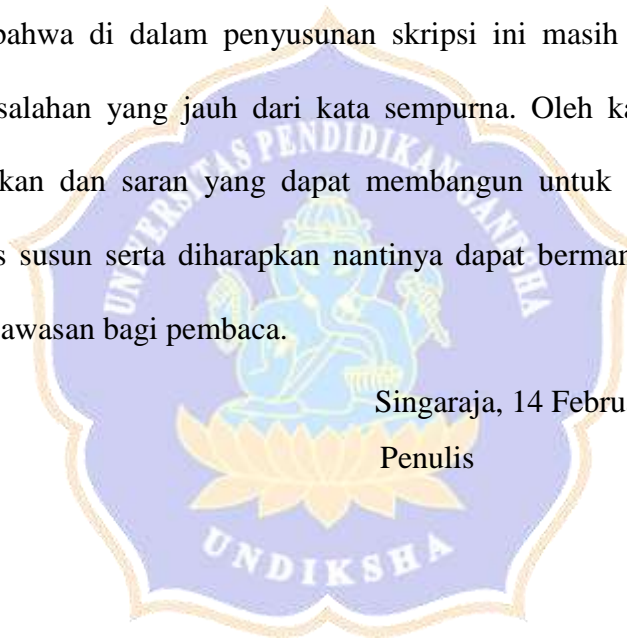 bahwa di dalam penyusunan skripsi ini masih
salahan yang jauh dari kata sempurna. Oleh ka
kan dan saran yang dapat membangun untuk
s susun serta diharapkan nantinya dapat berman
awasan bagi pembaca.
Singaraja, 14 Febru
Penulis
UNIVERSITAS PENDIDIKAN GANESHA
UNDIKSHA